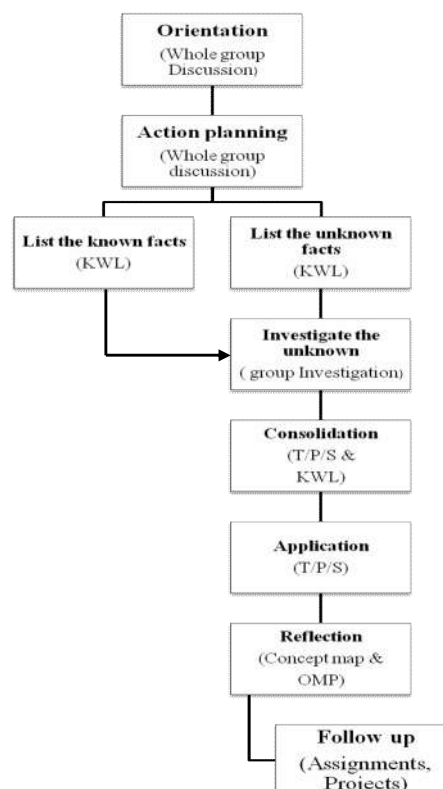 Orientation
(Whole group
Discussion)
Action planning
(Whole group
discussion)
List the known facts
(KWL)
List the unknown
facts
(KWL)
Investigate the
unknown
( group Investigation)
Consolidation
(T/P/S &
KWL)
Application
(T/P/S)
Reflection
(Concept map &
OMP)
Follow up
(Assignments,
Projects)